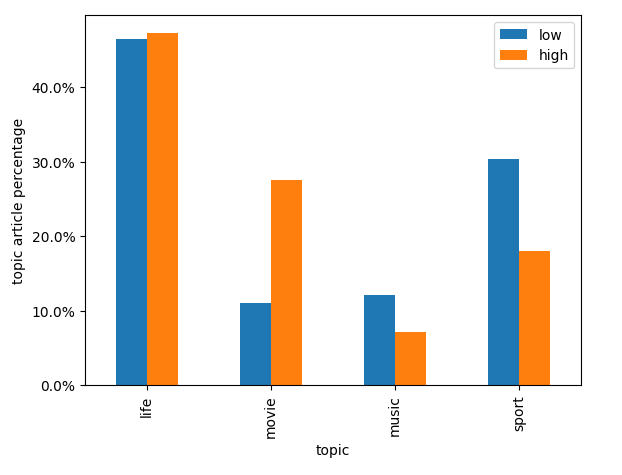 low
high
topic article percentage
40.0%
30.0%
20.0%
10.0%
0.0%
life
movie
music
sport
topic